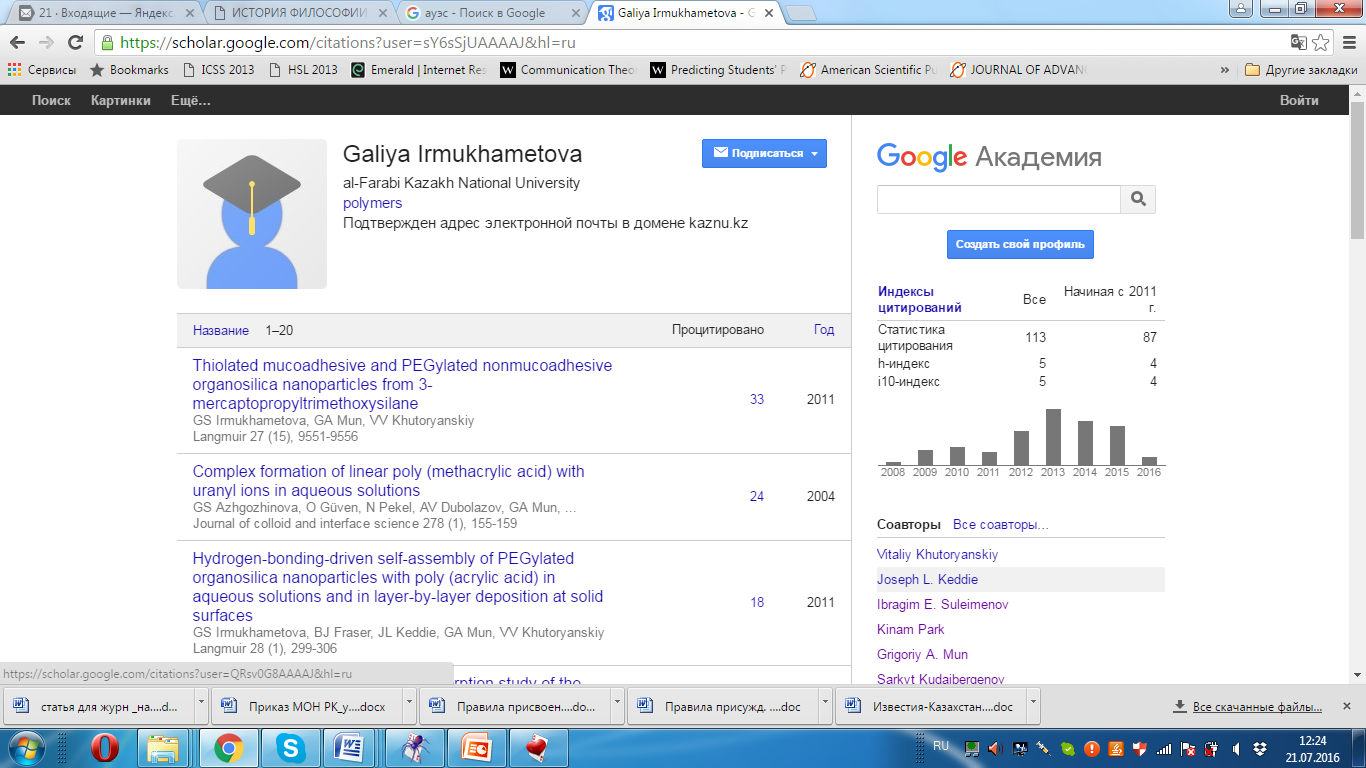 21 · Входящие — Яндекс.
ИСТОРИЯ ФИЛОСОФИИ
ауэс - Поиск в Google
Galiya Irmukhametova - G
https://scholar.google.com/citations?user=sY6sSjUAAAAJ&hl=ru
Сервисы Bookmarks ICSS 2013 HSL 2013 Emerald | Internet Res Communication Theo Predicting Students' P American Scientific Pu JOURNAL OF ADVAN » Другие закладки
Поиск Картинки Ещё… Войти
Galiya Irmukhametova
Подписаться
al-Farabi Kazakh National University
polymers
Подтвержден адрес электронной почты в домене kaznu.kz
Название 1–20 Процитировано Год
Thiolated mucoadhesive and PEGylated nonmucoadhesive
organosilica nanoparticles from 3-
mercaptopropyltrimethoxysilane
GS Irmukhametova, GA Mun, VV Khutoryanskiy
Langmuir 27 (15), 9551-9556
33 2011
Complex formation of linear poly (methacrylic acid) with
uranyl ions in aqueous solutions
GS Azhgozhinova, O Güven, N Pekel, AV Dubolazov, GA Mun, ...
Journal of colloid and interface science 278 (1), 155-159
24 2004
Hydrogen-bonding-driven self-assembly of PEGylated
organosilica nanoparticles with poly (acrylic acid) in
aqueous solutions and in layer-by-layer deposition at solid
surfaces
GS Irmukhametova, BJ Fraser, JL Keddie, GA Mun, VV Khutoryanskiy
Langmuir 28 (1), 299-306
18 2011
rption study of the
Google Академия
Создать свой профиль
Индексы
цитирований
Все
Начиная с 2011
г.
Статистика
цитирования
113 87
h-индекс 5 4
i10-индекс 5 4
2008 2009 2010 2011 2012 2013 2014 2015 2016
Соавторы Все соавторы…
Vitaliy Khutoryanskiy
Joseph L. Keddie
Ibragim E. Suleimenov
Kinam Park
Grigoriy A. Mun
Sarkyt Kudaibergenov
https://scholar.google.com/citations?user=QRsv0G8AAAAJ&hl=ru
статья для журн _на....d...
Приказ МОН РК_у....docx
Правила присвоен....do...
Правила присужд. ....doc
Известия-Казахстан....doc
Все скачанные файлы...
RU
12:24
21.07.2016